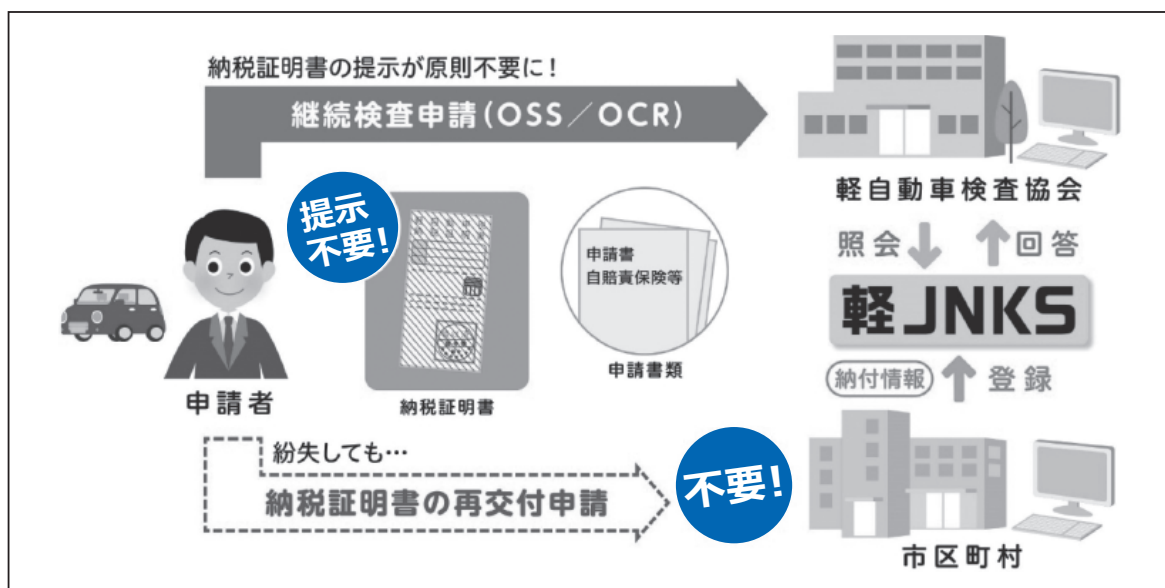 納税証明書の提示が原則不要に！
継続検査申請（OSS／OCR）
軽自動車検査協会
提示
不要！
申請書
自賠責保険等
申請書類
納税証明書
申請者
照会
回答
軽JNKS
納付情報
登録
紛失しても…
納税証明書の再交付申請
不要！
市区町村